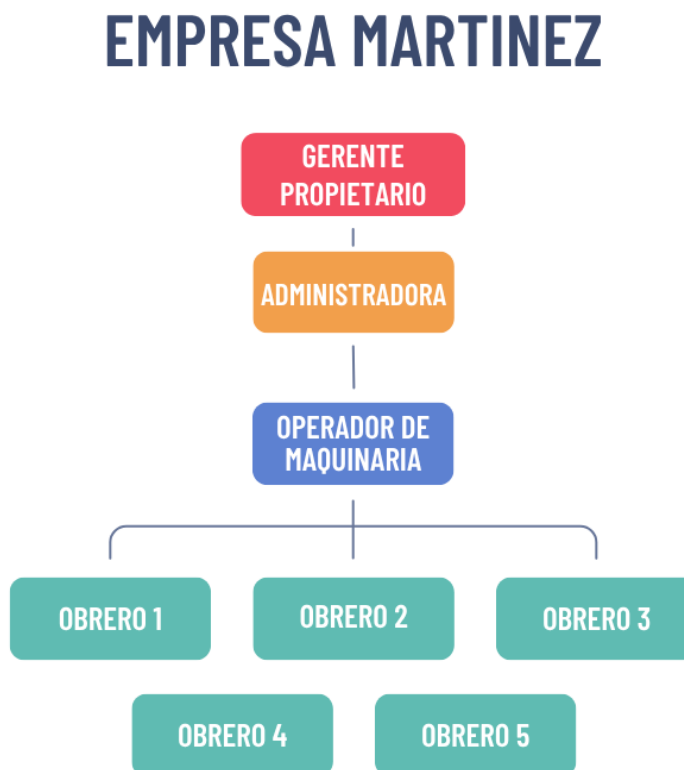 EMPRESA MARTINEZ
GERENTE
PROPIETARIO
ADMINISTRADORA
OPERADOR DE
MAQUINARIA
OBRERO 1
OBRERO 2
OBRERO 3
OBRERO 4
OBRERO 5